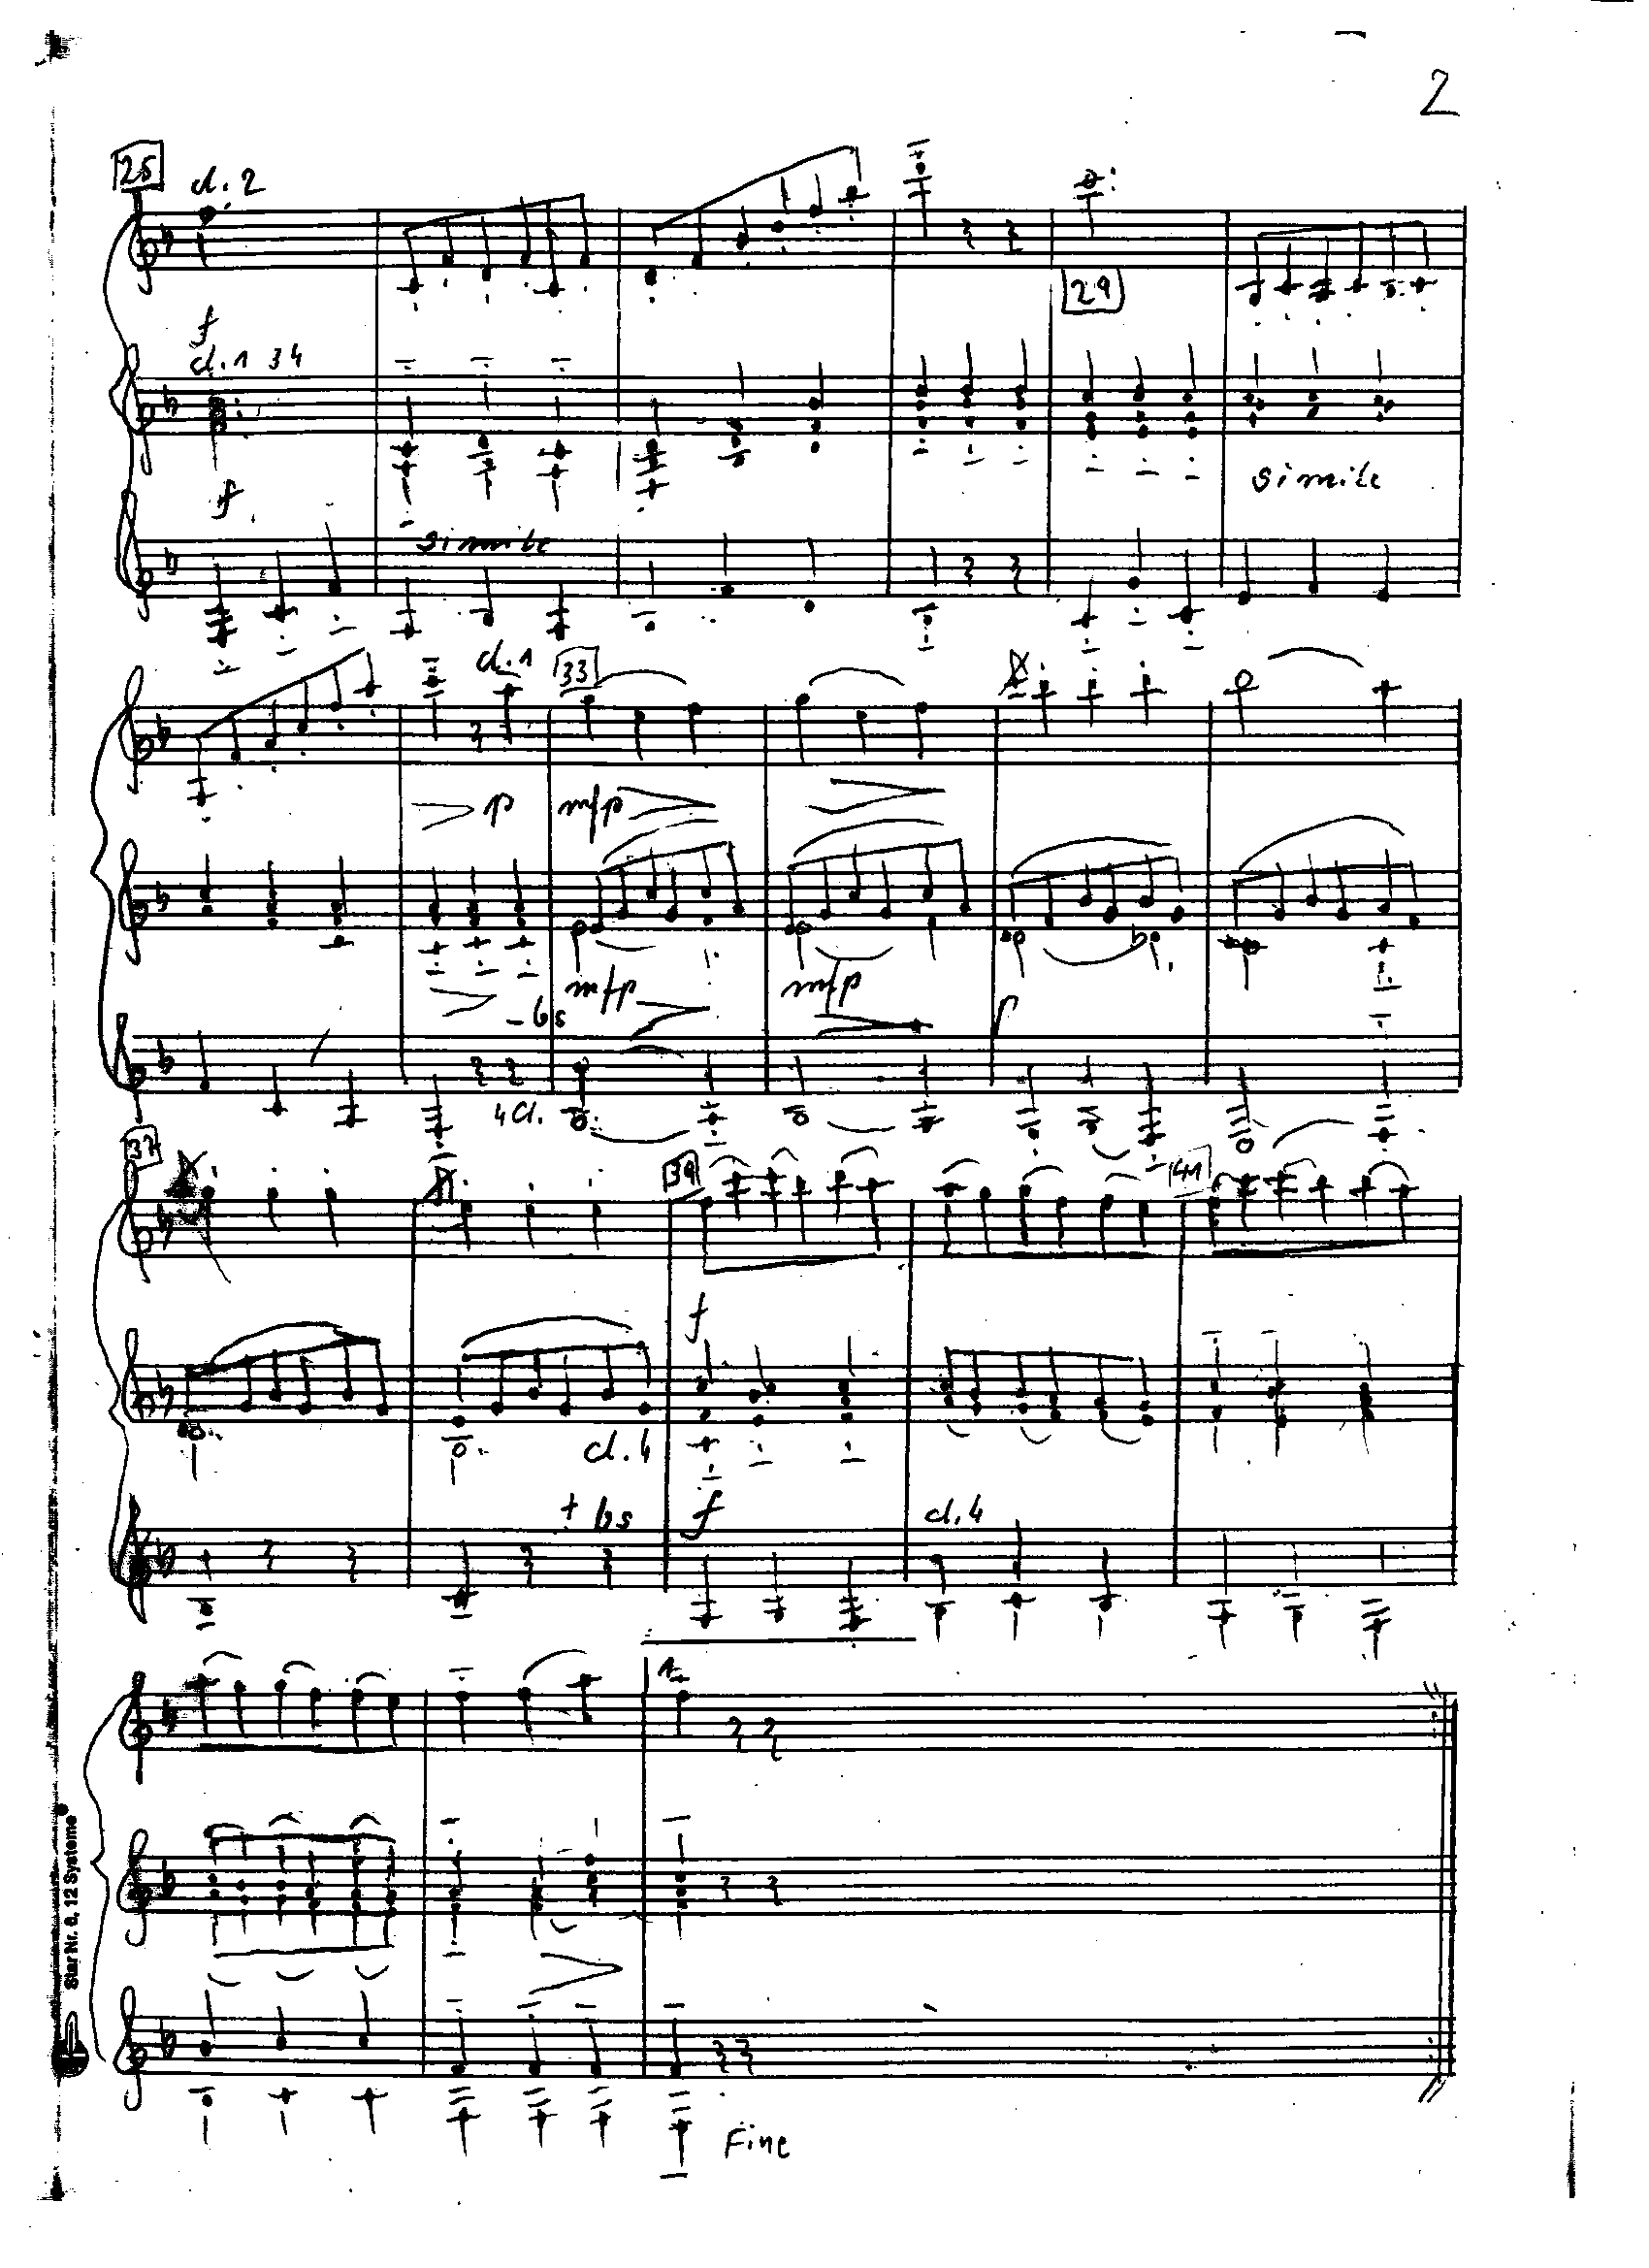 2
25
cl. 2
f
29
cl. 1 3 4
f
simile
simile
cl. 1
33
p
mfp
mfp
mfp
p
- bs
4 Cl.
37
39
41
f
cl. 4
+ bs
f
cl. 4
1.
Star Nr. 6, 12 Systeme
Fine